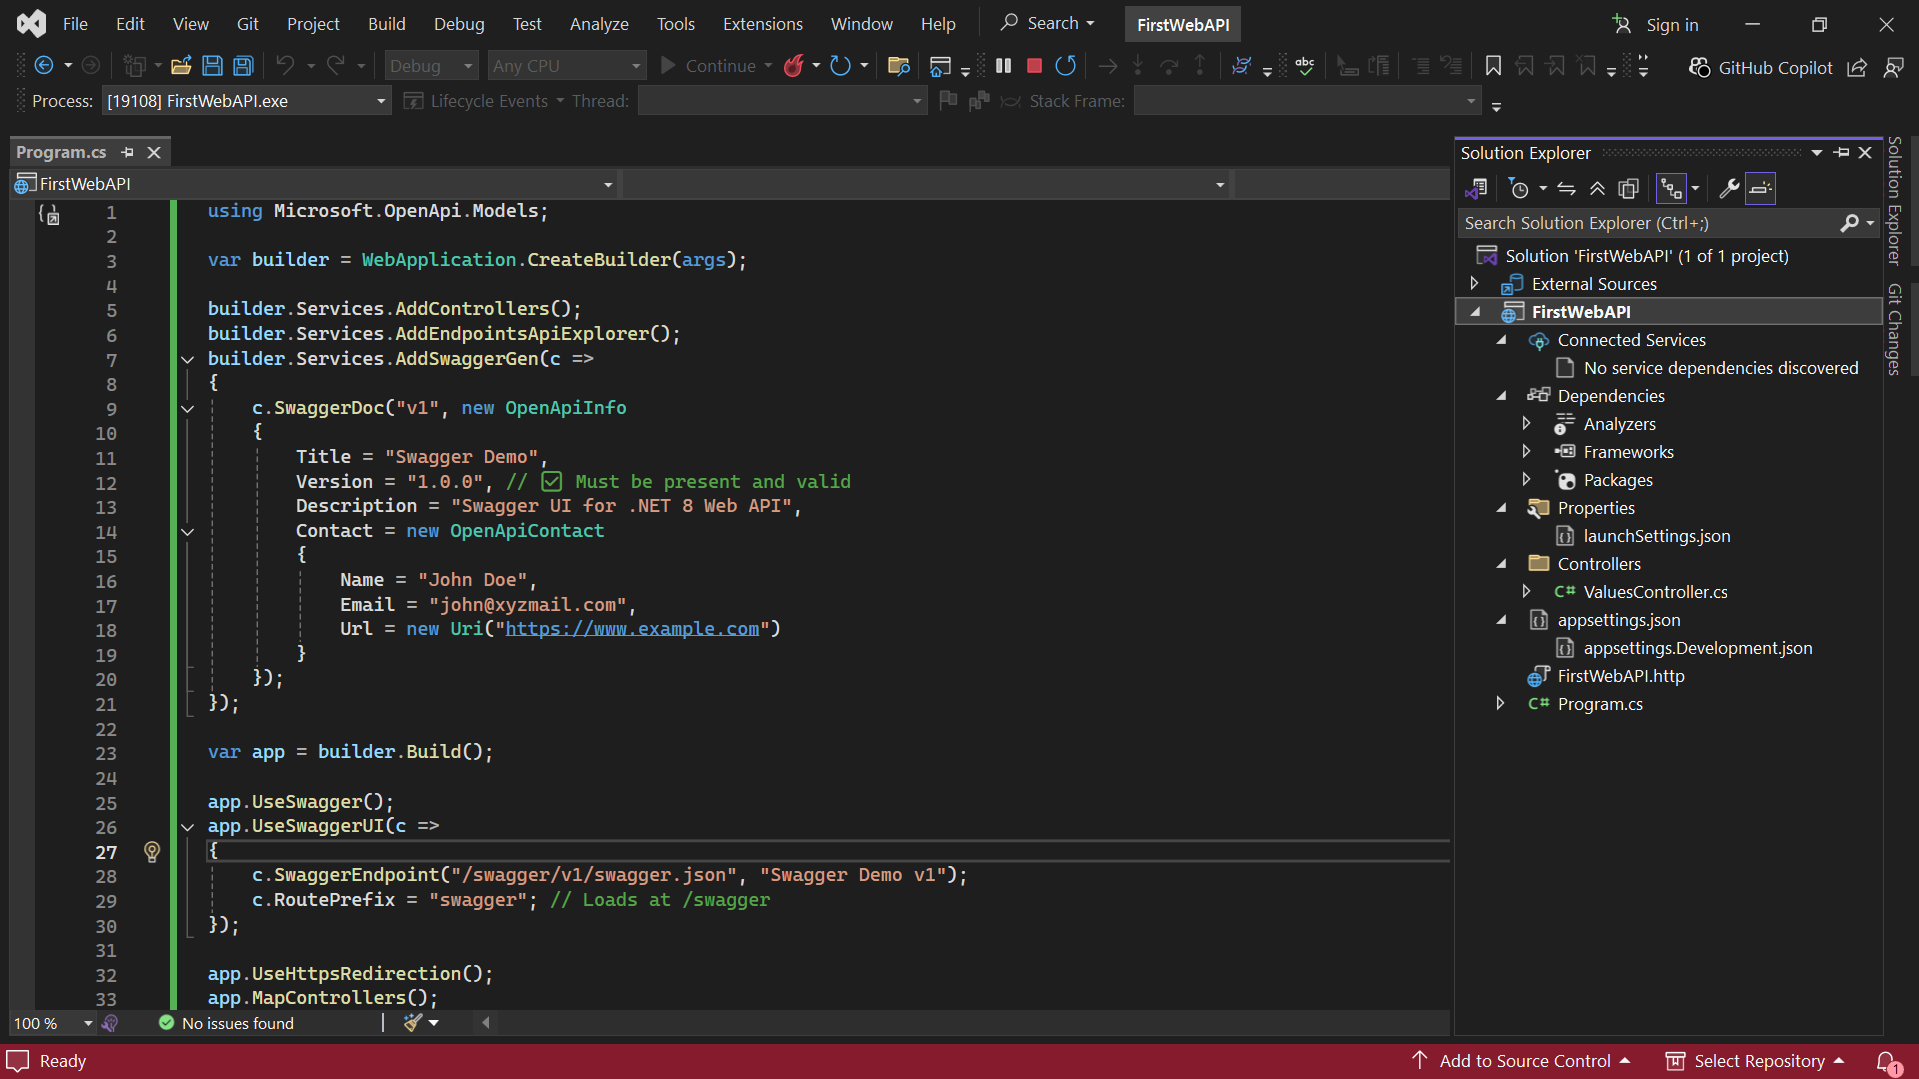 File Edit View Git Project Build Debug Test Analyze Tools Extensions Window Help Search FirstWebAPI Sign in
Debug Any CPU Continue abc GitHub Copilot
Process: [19108] FirstWebAPI.exe Lifecycle Events Thread: Stack Frame:
Program.cs
FirstWebAPI
1 using Microsoft.OpenApi.Models;
2
3 var builder = WebApplication.CreateBuilder(args);
4
5 builder.Services.AddControllers();
6 builder.Services.AddEndpointsApiExplorer();
7 builder.Services.AddSwaggerGen(c =>
8 {
9 c.SwaggerDoc("v1", new OpenApiInfo
10 {
11 Title = "Swagger Demo",
12 Version = "1.0.0", // ✅ Must be present and valid
13 Description = "Swagger UI for .NET 8 Web API",
14 Contact = new OpenApiContact
15 {
16 Name = "John Doe",
17 Email = "john@xyzmail.com",
18 Url = new Uri("https://www.example.com")
19 }
20 });
21 });
22
23 var app = builder.Build();
24
25 app.UseSwagger();
26 app.UseSwaggerUI(c =>
27 {
28 c.SwaggerEndpoint("/swagger/v1/swagger.json", "Swagger Demo v1");
29 c.RoutePrefix = "swagger"; // Loads at /swagger
30 });
31
32 app.UseHttpsRedirection();
33 app.MapControllers();
100 % No issues found
Solution Explorer
Search Solution Explorer (Ctrl+;)
Solution 'FirstWebAPI' (1 of 1 project)
External Sources
FirstWebAPI
Connected Services
No service dependencies discovered
Dependencies
Analyzers
Frameworks
Packages
Properties
launchSettings.json
Controllers
C# ValuesController.cs
appsettings.json
appsettings.Development.json
FirstWebAPI.http
C# Program.cs
Solution Explorer
Git Changes
Ready Add to Source Control Select Repository 1